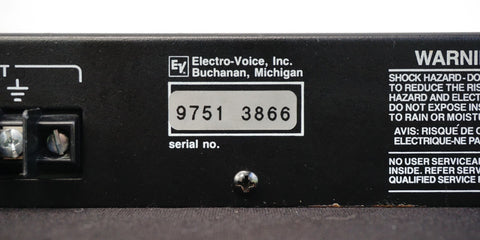 EV Electro-Voice, Inc.
Buchanan, Michigan
9751 3866
serial no.
WARNI
SHOCK HAZARD - DO
TO REDUCE THE RIS
HAZARD AND ELECT
DO NOT EXPOSE INS
TO RAIN OR MOISTU
AVIS: RISQUÉ DE C
ELECTRIQUE-NE PA
NO USER SERVICEA
INSIDE. REFER SERV
QUALIFIED SERVICE P